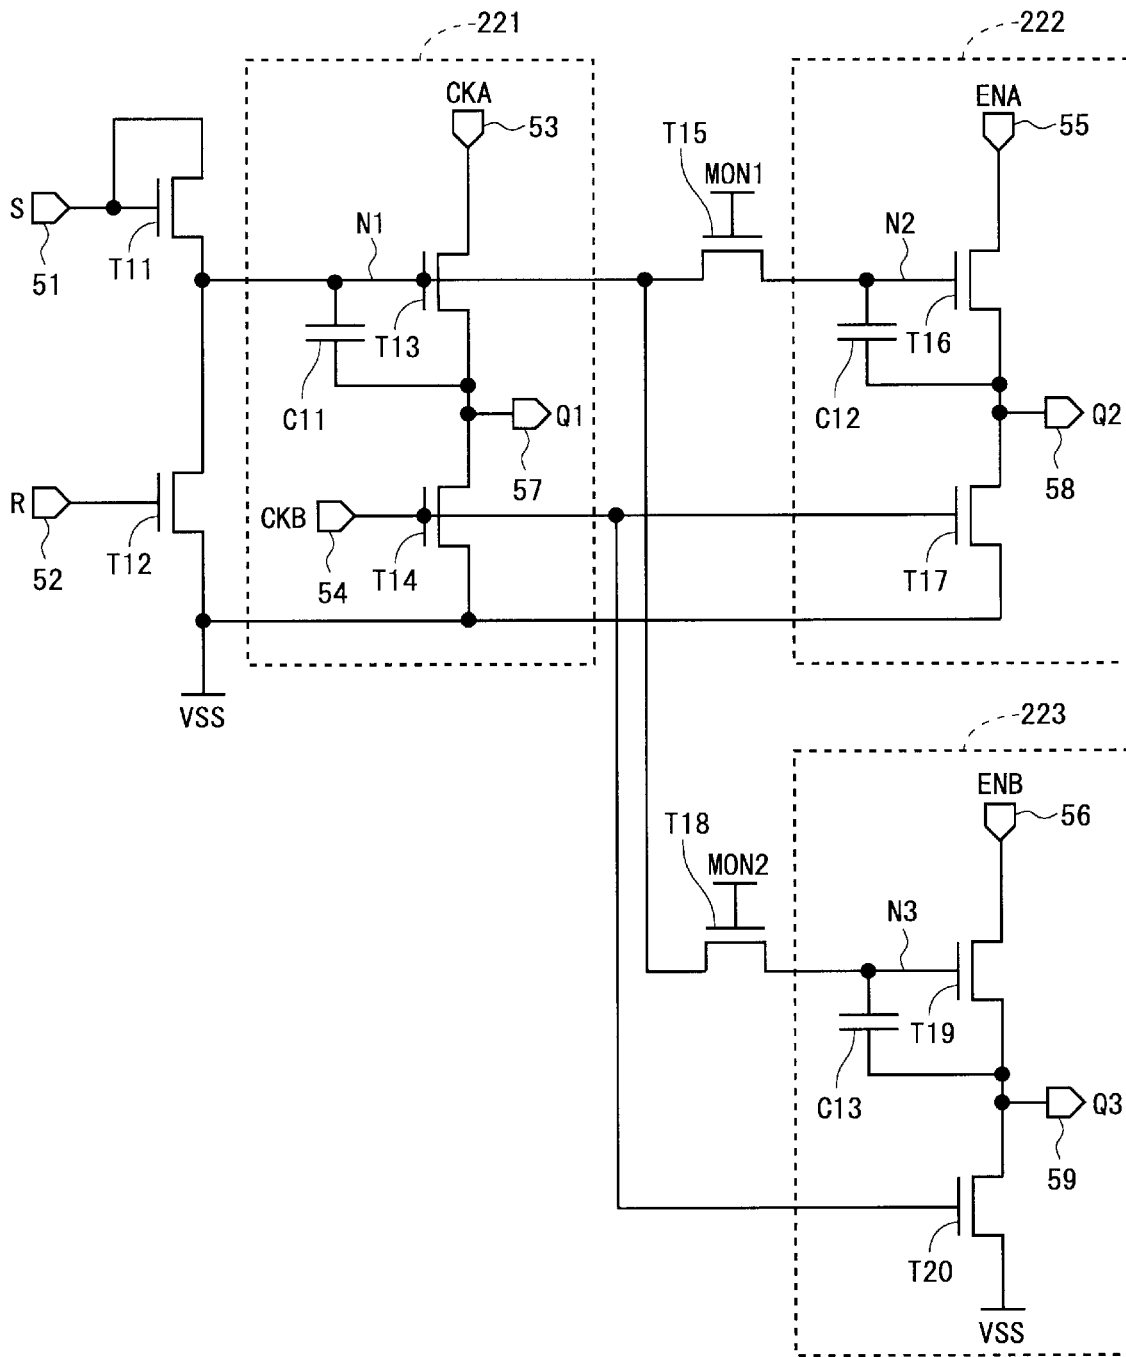 221
222
CKA
53
ENA
55
T15
MON1
S
51
T11
N1
N2
T13
T16
C11
C12
Q1
57
Q2
58
R
52
T12
CKB
54
T14
T17
VSS
223
ENB
56
T18
MON2
N3
T19
C13
Q3
59
T20
VSS